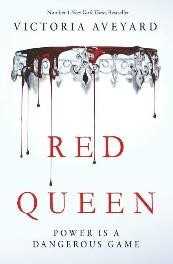 VICTORIA AVEYARD
Number 1 New York Times Bestseller
RED
QUEEN
POWER IS A
DANGEROUS GAME